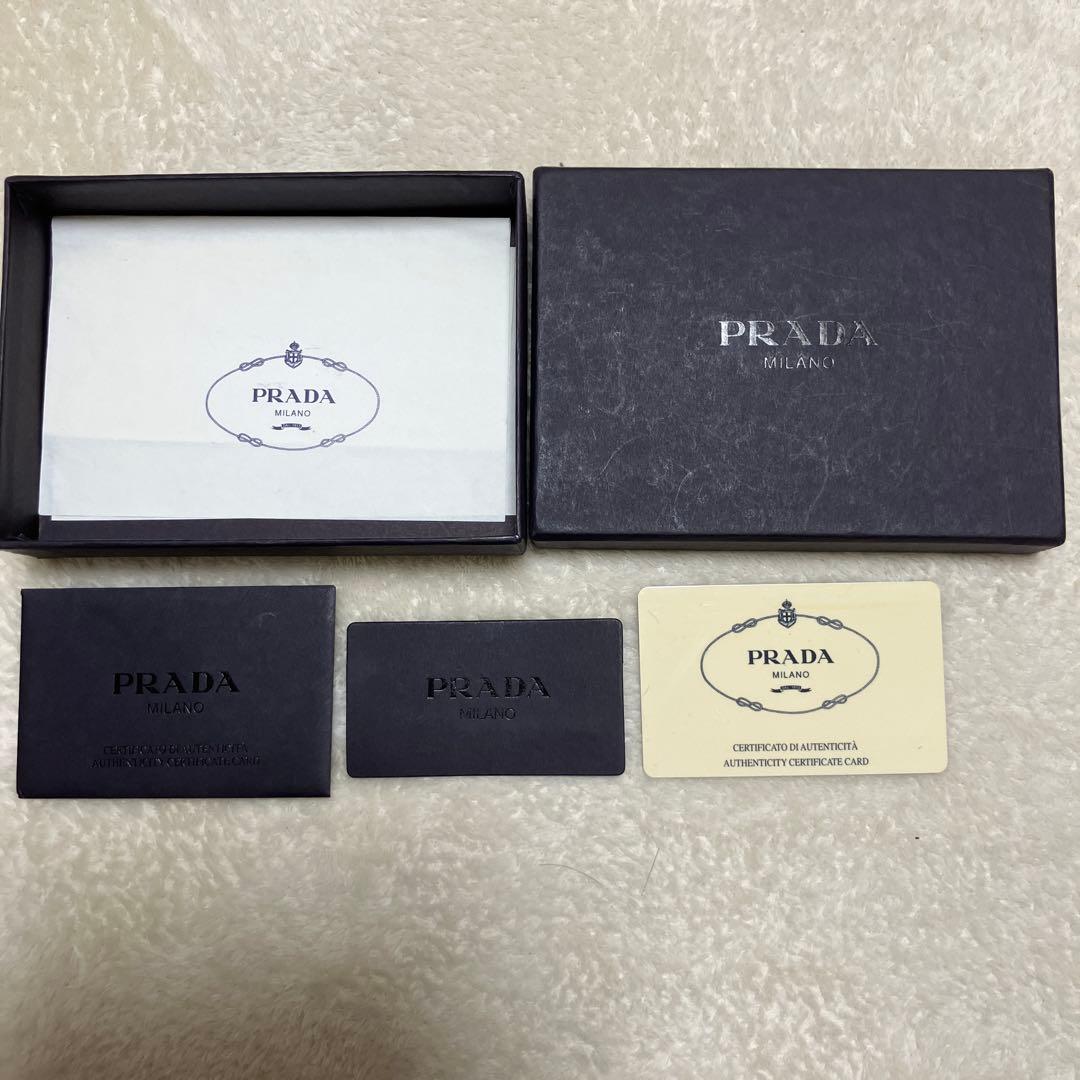 PRADA
MILANO
PRADA
MILANO
PRADA
MILANO
CERTIFICATO DI AUTENTICITÀ
AUTHENTICITY CERTIFICATE CARD
PRADA
MILANO
PRADA
MILANO
CERTIFICATO DI AUTENTICITÀ
AUTHENTICITY CERTIFICATE CARD